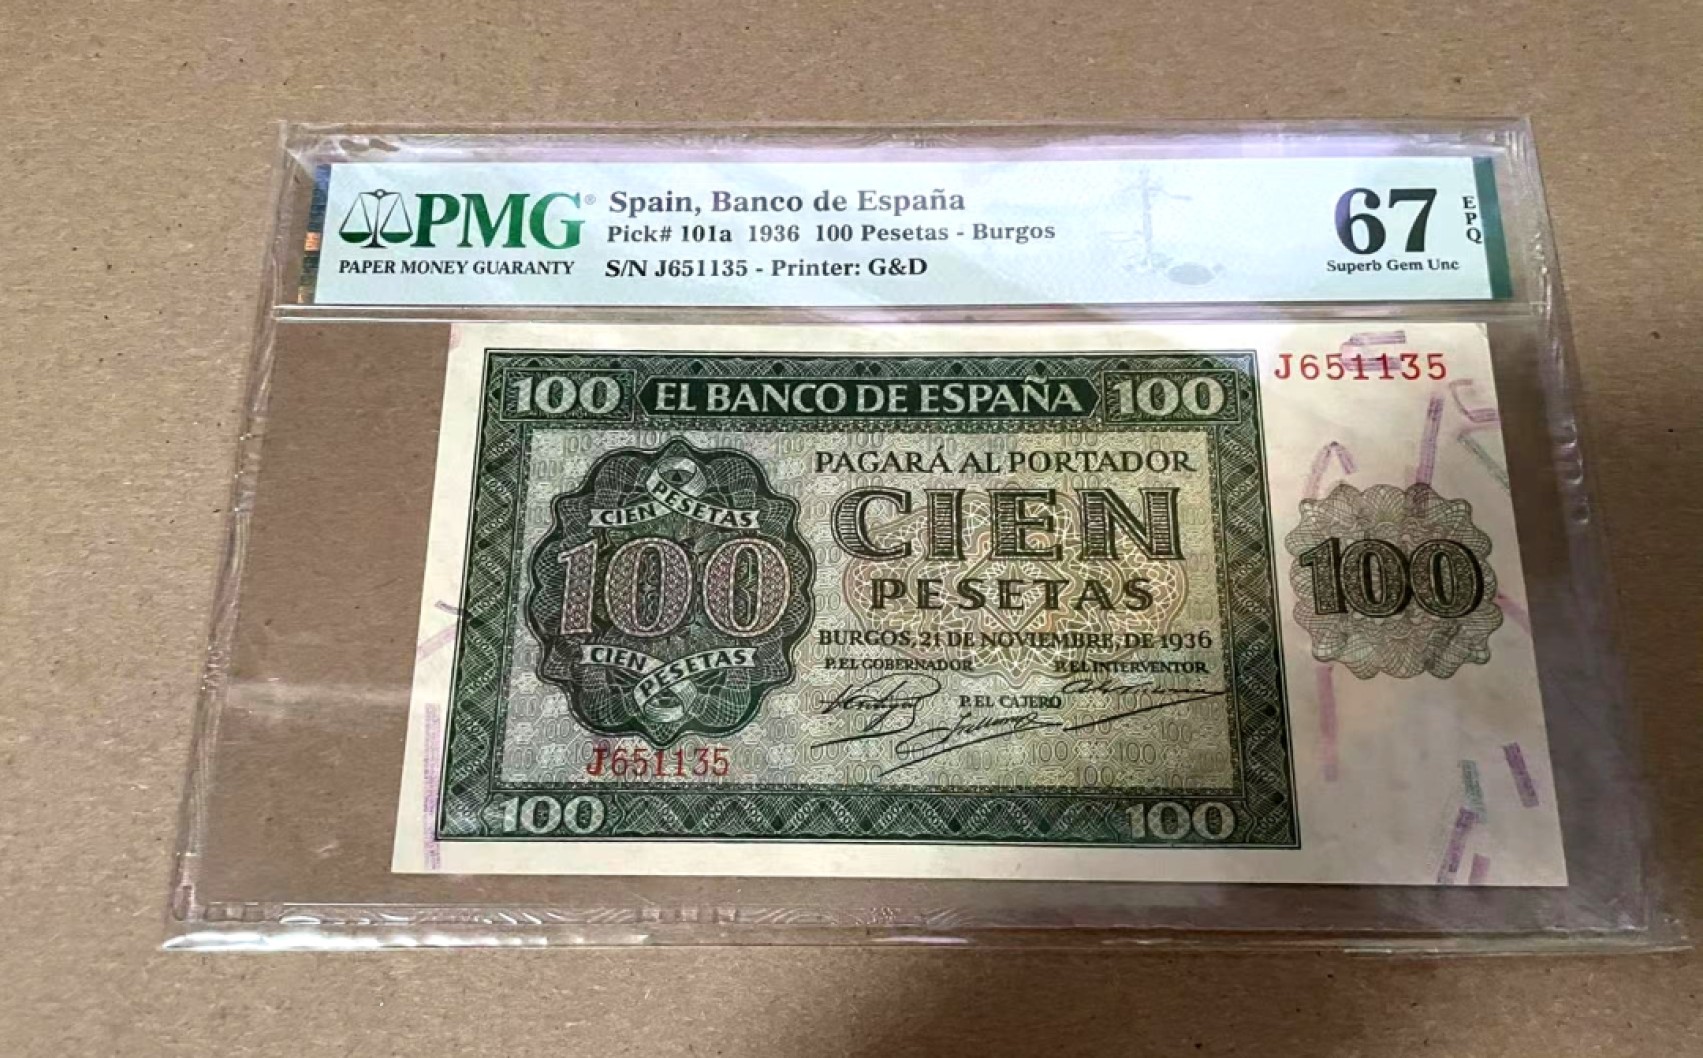 PMG®
PAPER MONEY GUARANTY
Spain, Banco de España
Pick# 101a 1936 100 Pesetas - Burgos
S/N J651135 - Printer: G&D
67
EPQ
Superb Gem Unc
J651135
100 EL BANCO DE ESPAÑA 100
PAGARÁ AL PORTADOR
CIEN
PESETAS
PESETAS
CIEN PESETAS
100
CIEN PESETAS
PESETAS
100
BURGOS, 21 DE NOVIEMBRE, DE 1936
P. EL GOBERNADOR
P. EL INTERVENTOR
P. EL CAJERO
J651135
100
100